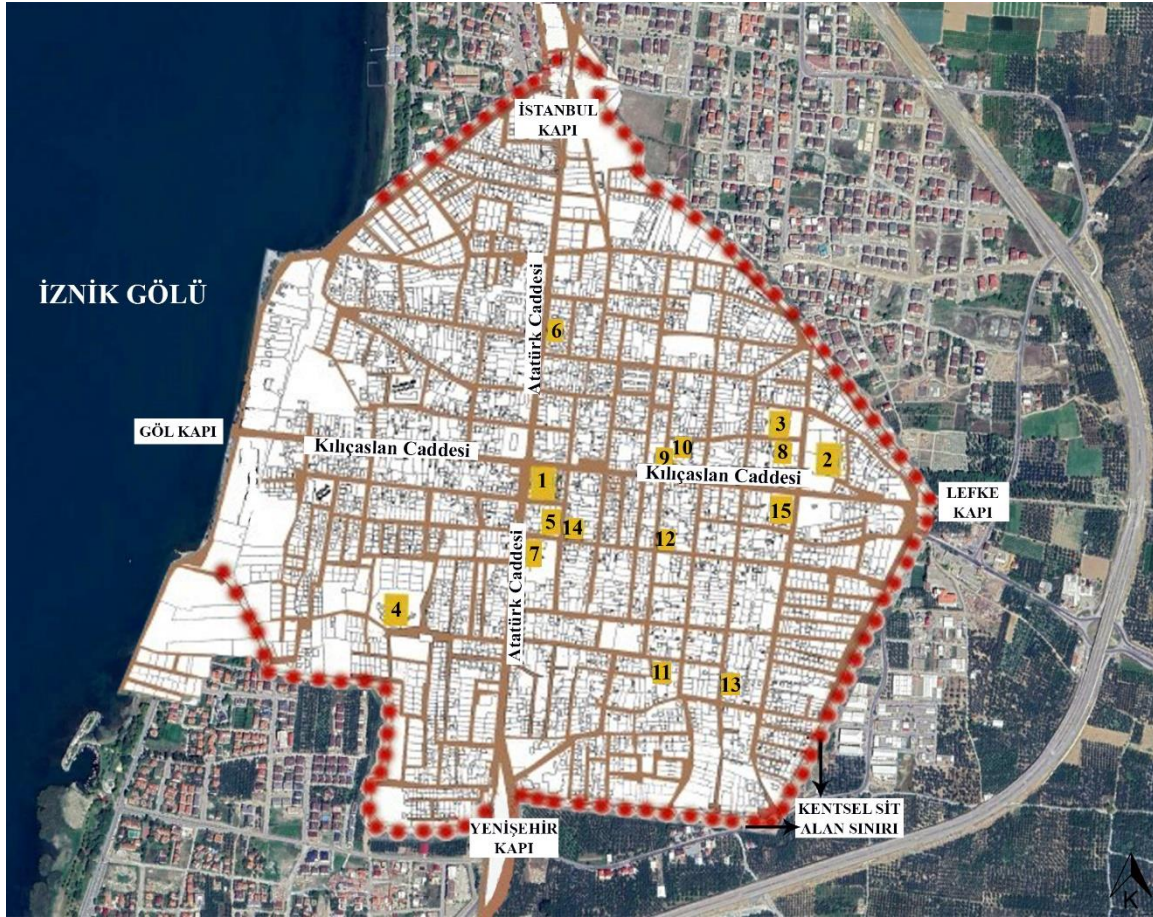 İSTANBUL
KAPI
İZNİK GÖLÜ
Atatürk Caddesi
6
GÖL KAPI
Kılıçaslan Caddesi
3
10
9
8
2
1
Kılıçaslan Caddesi
LEFKE
KAPI
15
5
14
12
7
Atatürk Caddesi
4
11
13
YENİŞEHİR
KAPI
KENTSEL SİT
ALAN SINIRI
K